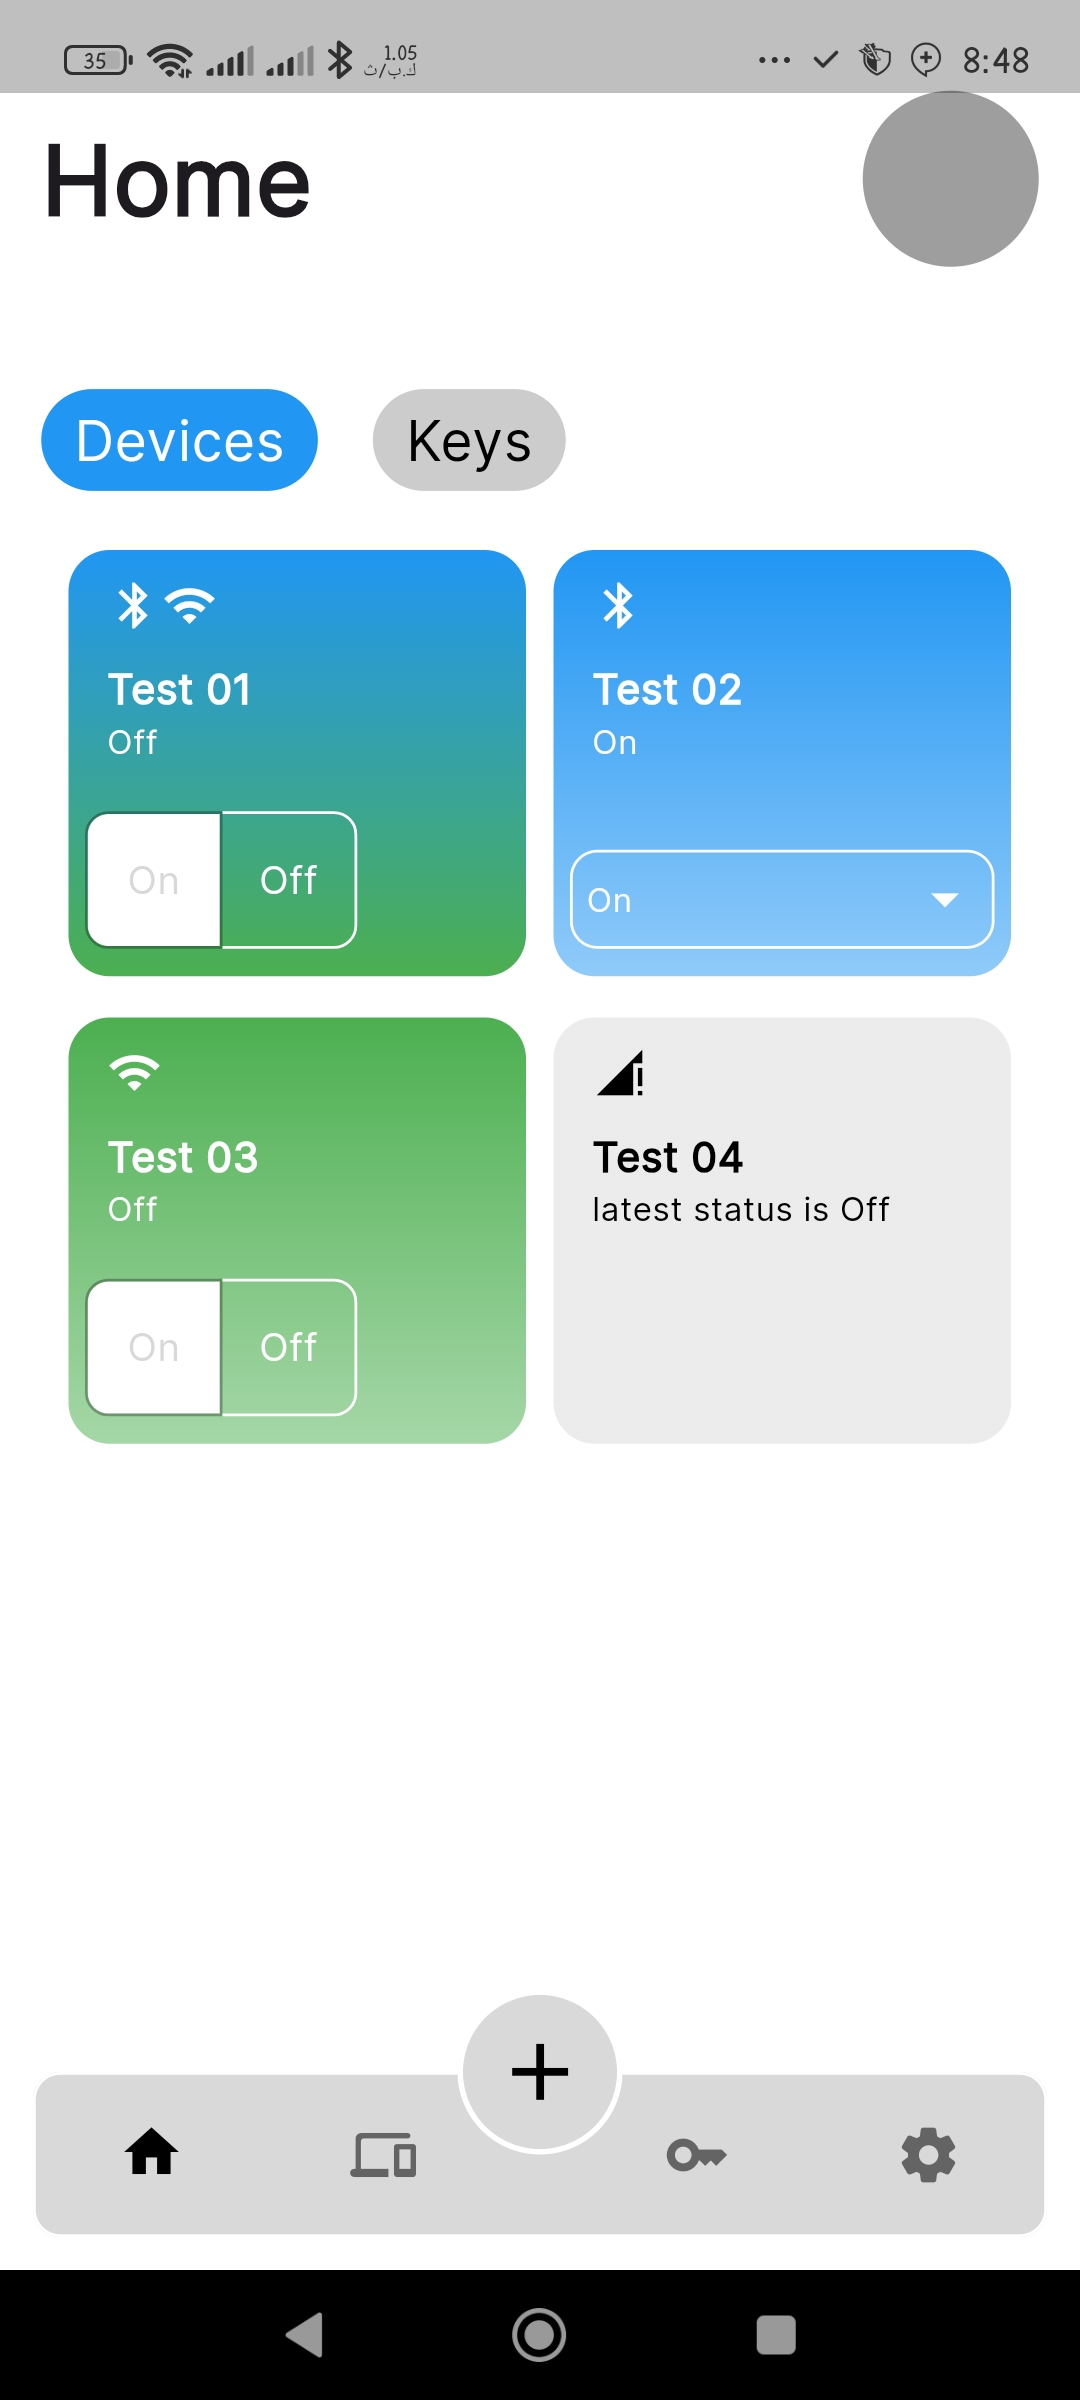 35
1.05
ك.ب/ث
8:48
Home
Devices
Keys
Test 01
Off
On
Off
Test 02
On
On
Test 03
Off
On
Off
Test 04
latest status is Off